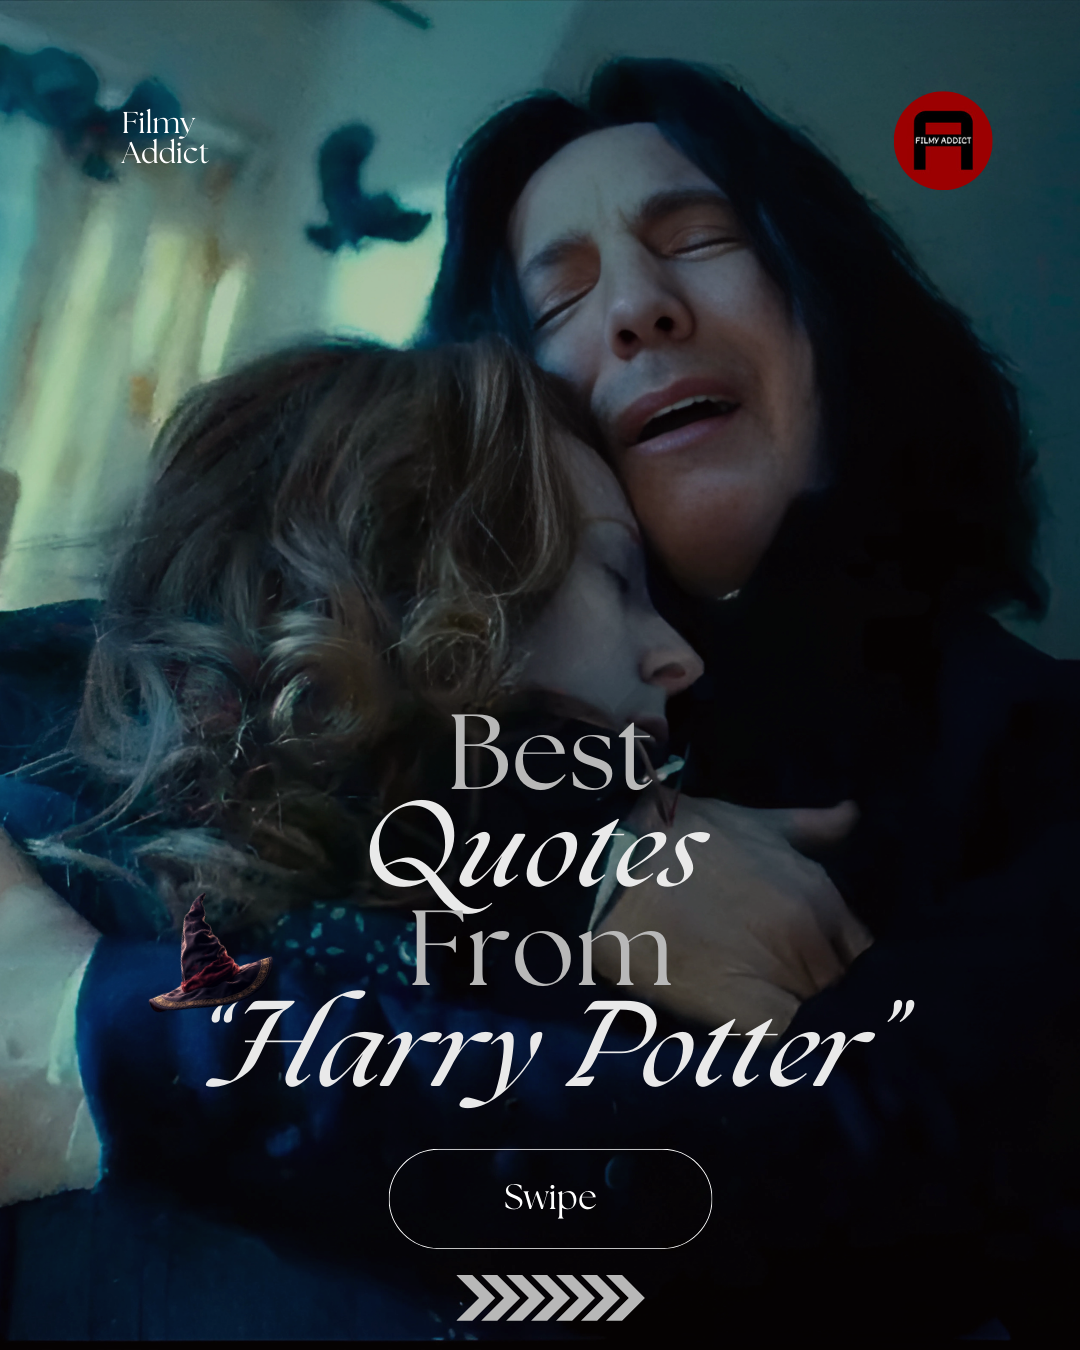 Filmy
Addict
FILMY ADDICT
Best
Quotes
From
“Harry Potter”
Swipe